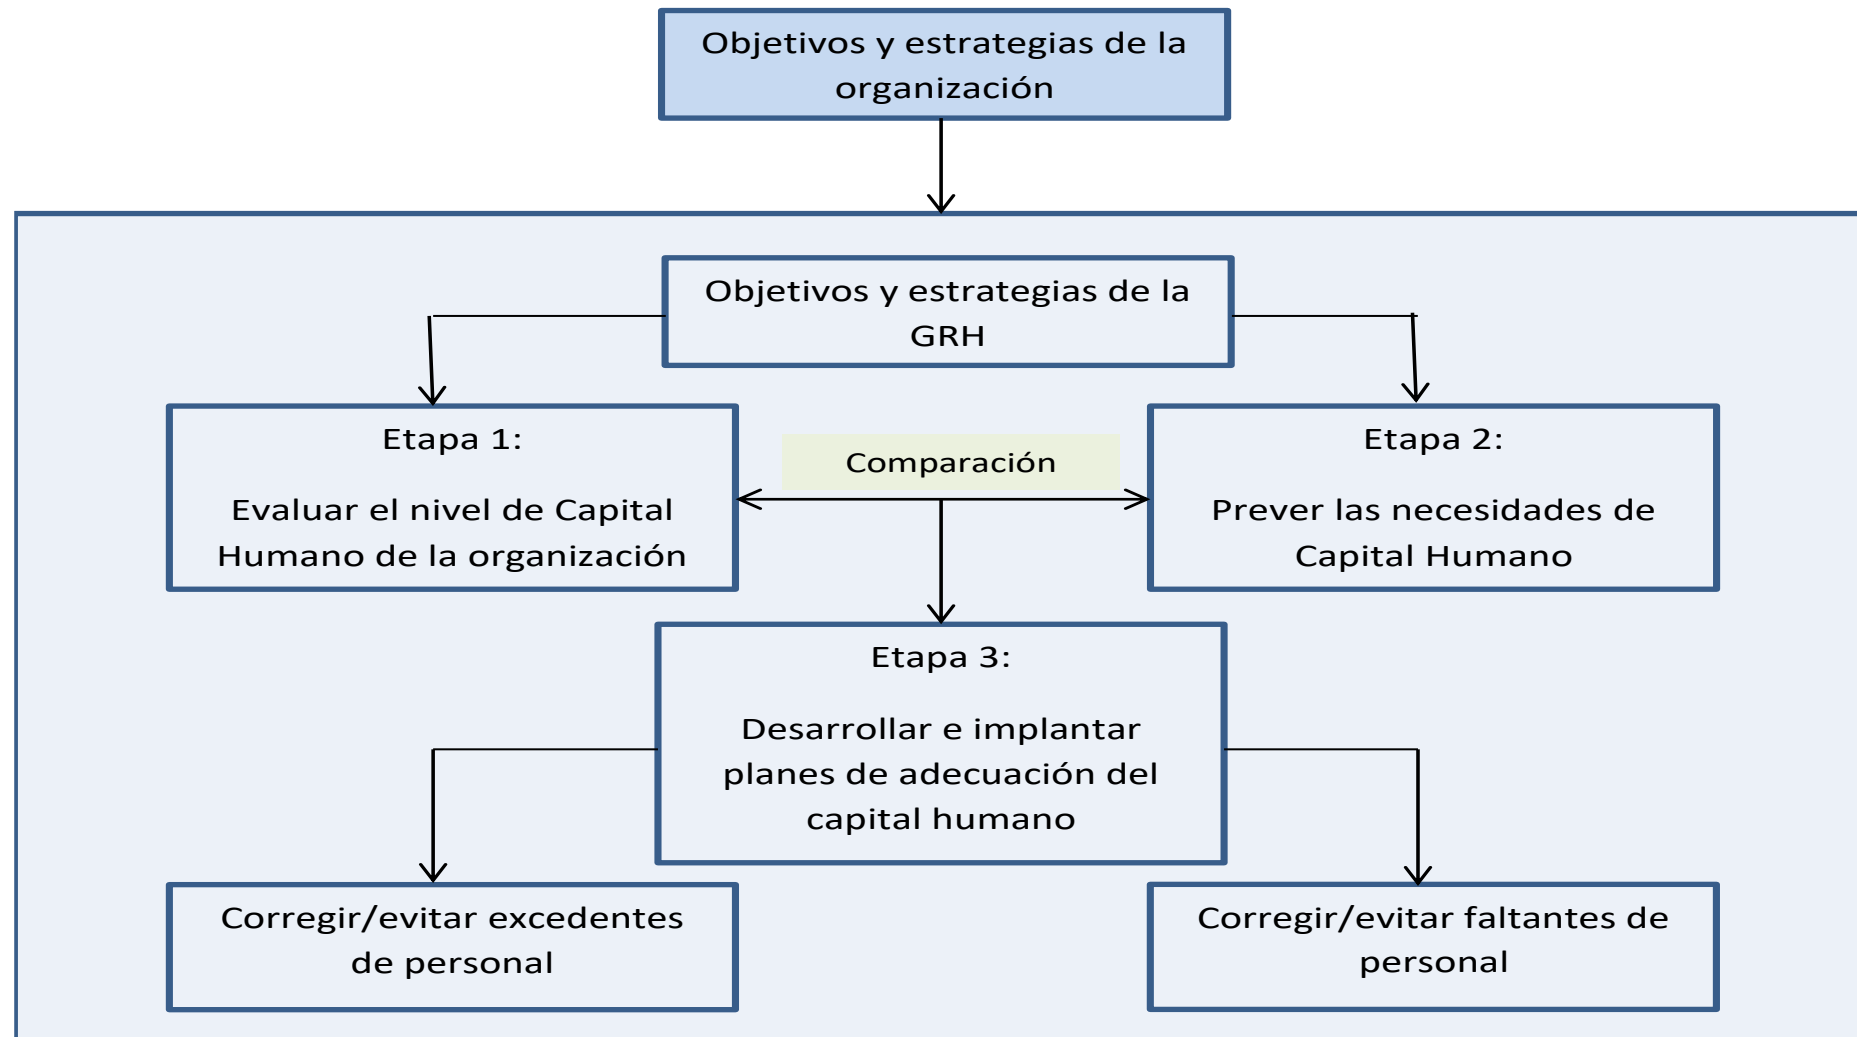 Objetivos y estrategias de la
organización
Objetivos y estrategias de la
GRH
Etapa 1:
Evaluar el nivel de Capital
Humano de la organización
Comparación
Etapa 2:
Prever las necesidades de
Capital Humano
Etapa 3:
Desarrollar e implantar
planes de adecuación del
capital humano
Corregir/evitar excedentes
de personal
Corregir/evitar faltantes de
personal